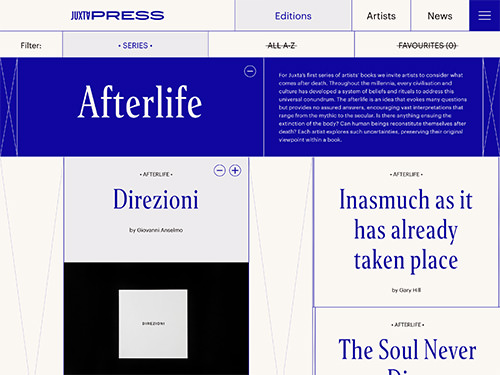 JUXTAPRESS
Editions
Artists
News
Filter:
• SERIES •
ALL A-Z
FAVOURITES (0)
Afterlife
For Juxta's first series of artists' books we invite artists to consider what
comes after death. Throughout the millennia, every civilisation and
culture has developed a system of beliefs and rituals to address this
universal conundrum. The afterlife is an idea that evokes many questions
but provides no assured answers, encouraging vast interpretations that
range from the mythic to the secular. Is there anything ensuing the
extinction of the body? Can human beings reconstitute themselves after
death? Each artist explores such uncertainties, preserving their original
viewpoint within a book.
• AFTERLIFE •
Direzioni
by Giovanni Anselmo
DIREZIONI
• AFTERLIFE •
Inasmuch as it
has already
taken place
by Gary Hill
• AFTERLIFE •
The Soul Never